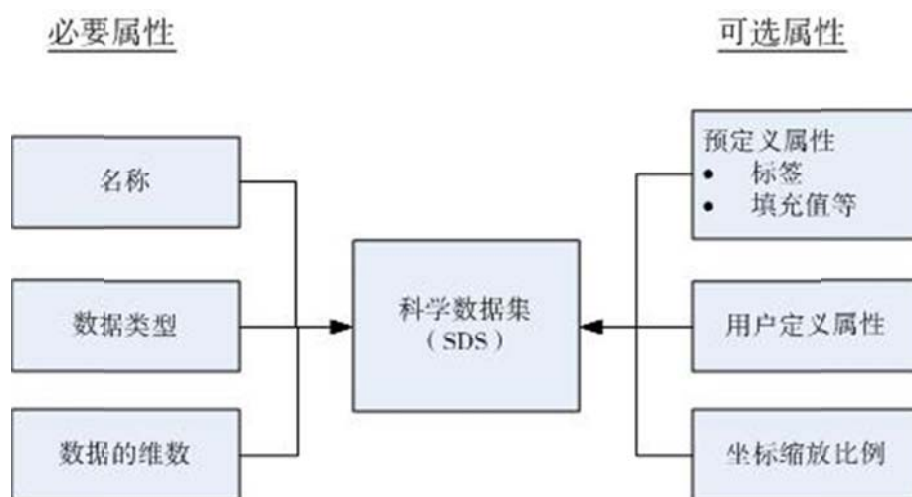 必要属性
可选属性
名称
数据类型
数据的维数
科学数据集
（SDS）
预定义属性
• 标签
• 填充值等
用户定义属性
坐标缩放比例